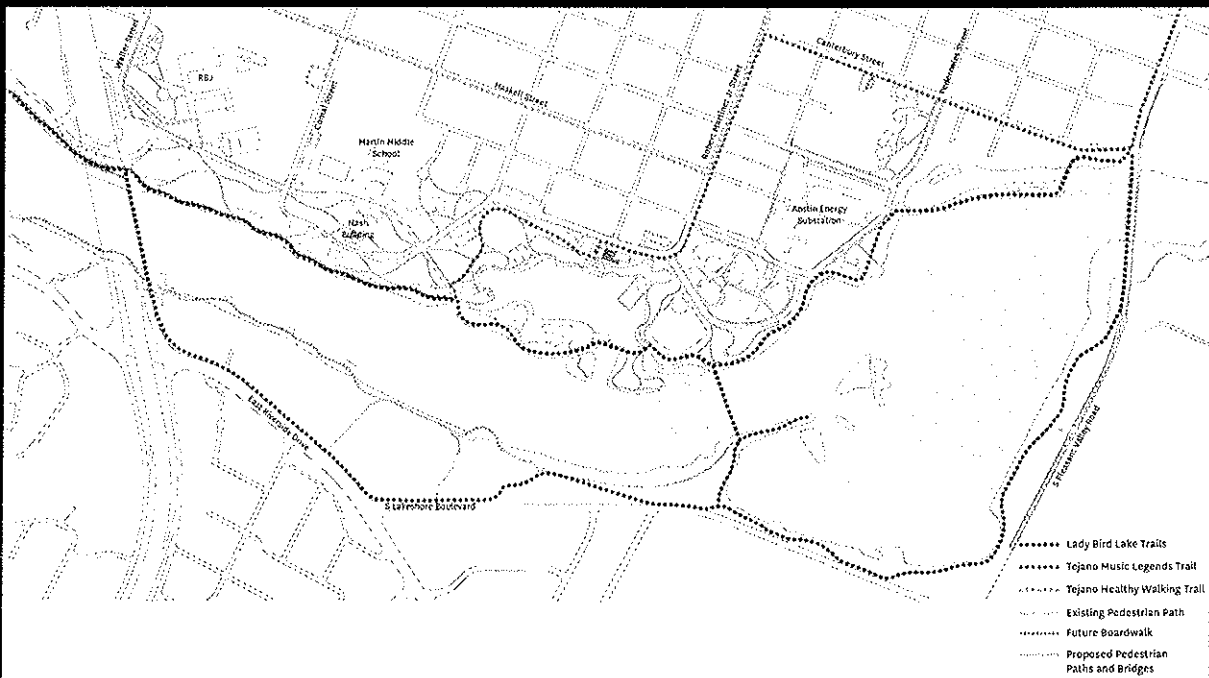 Waller Street
RBJ
Comal Street
Haskell Street
Martin Middle
School
Nash
Building
Robert Martinez Jr Street
Canterbury Street
Pedernales Street
Austin Energy
Substation
East Riverside Drive
S Lakeshore Boulevard
S Pleasant Valley Road
Lady Bird Lake Trails
Tejano Music Legends Trail
Tejano Healthy Walking Trail
Existing Pedestrian Path
Future Boardwalk
Proposed Pedestrian
Paths and Bridges